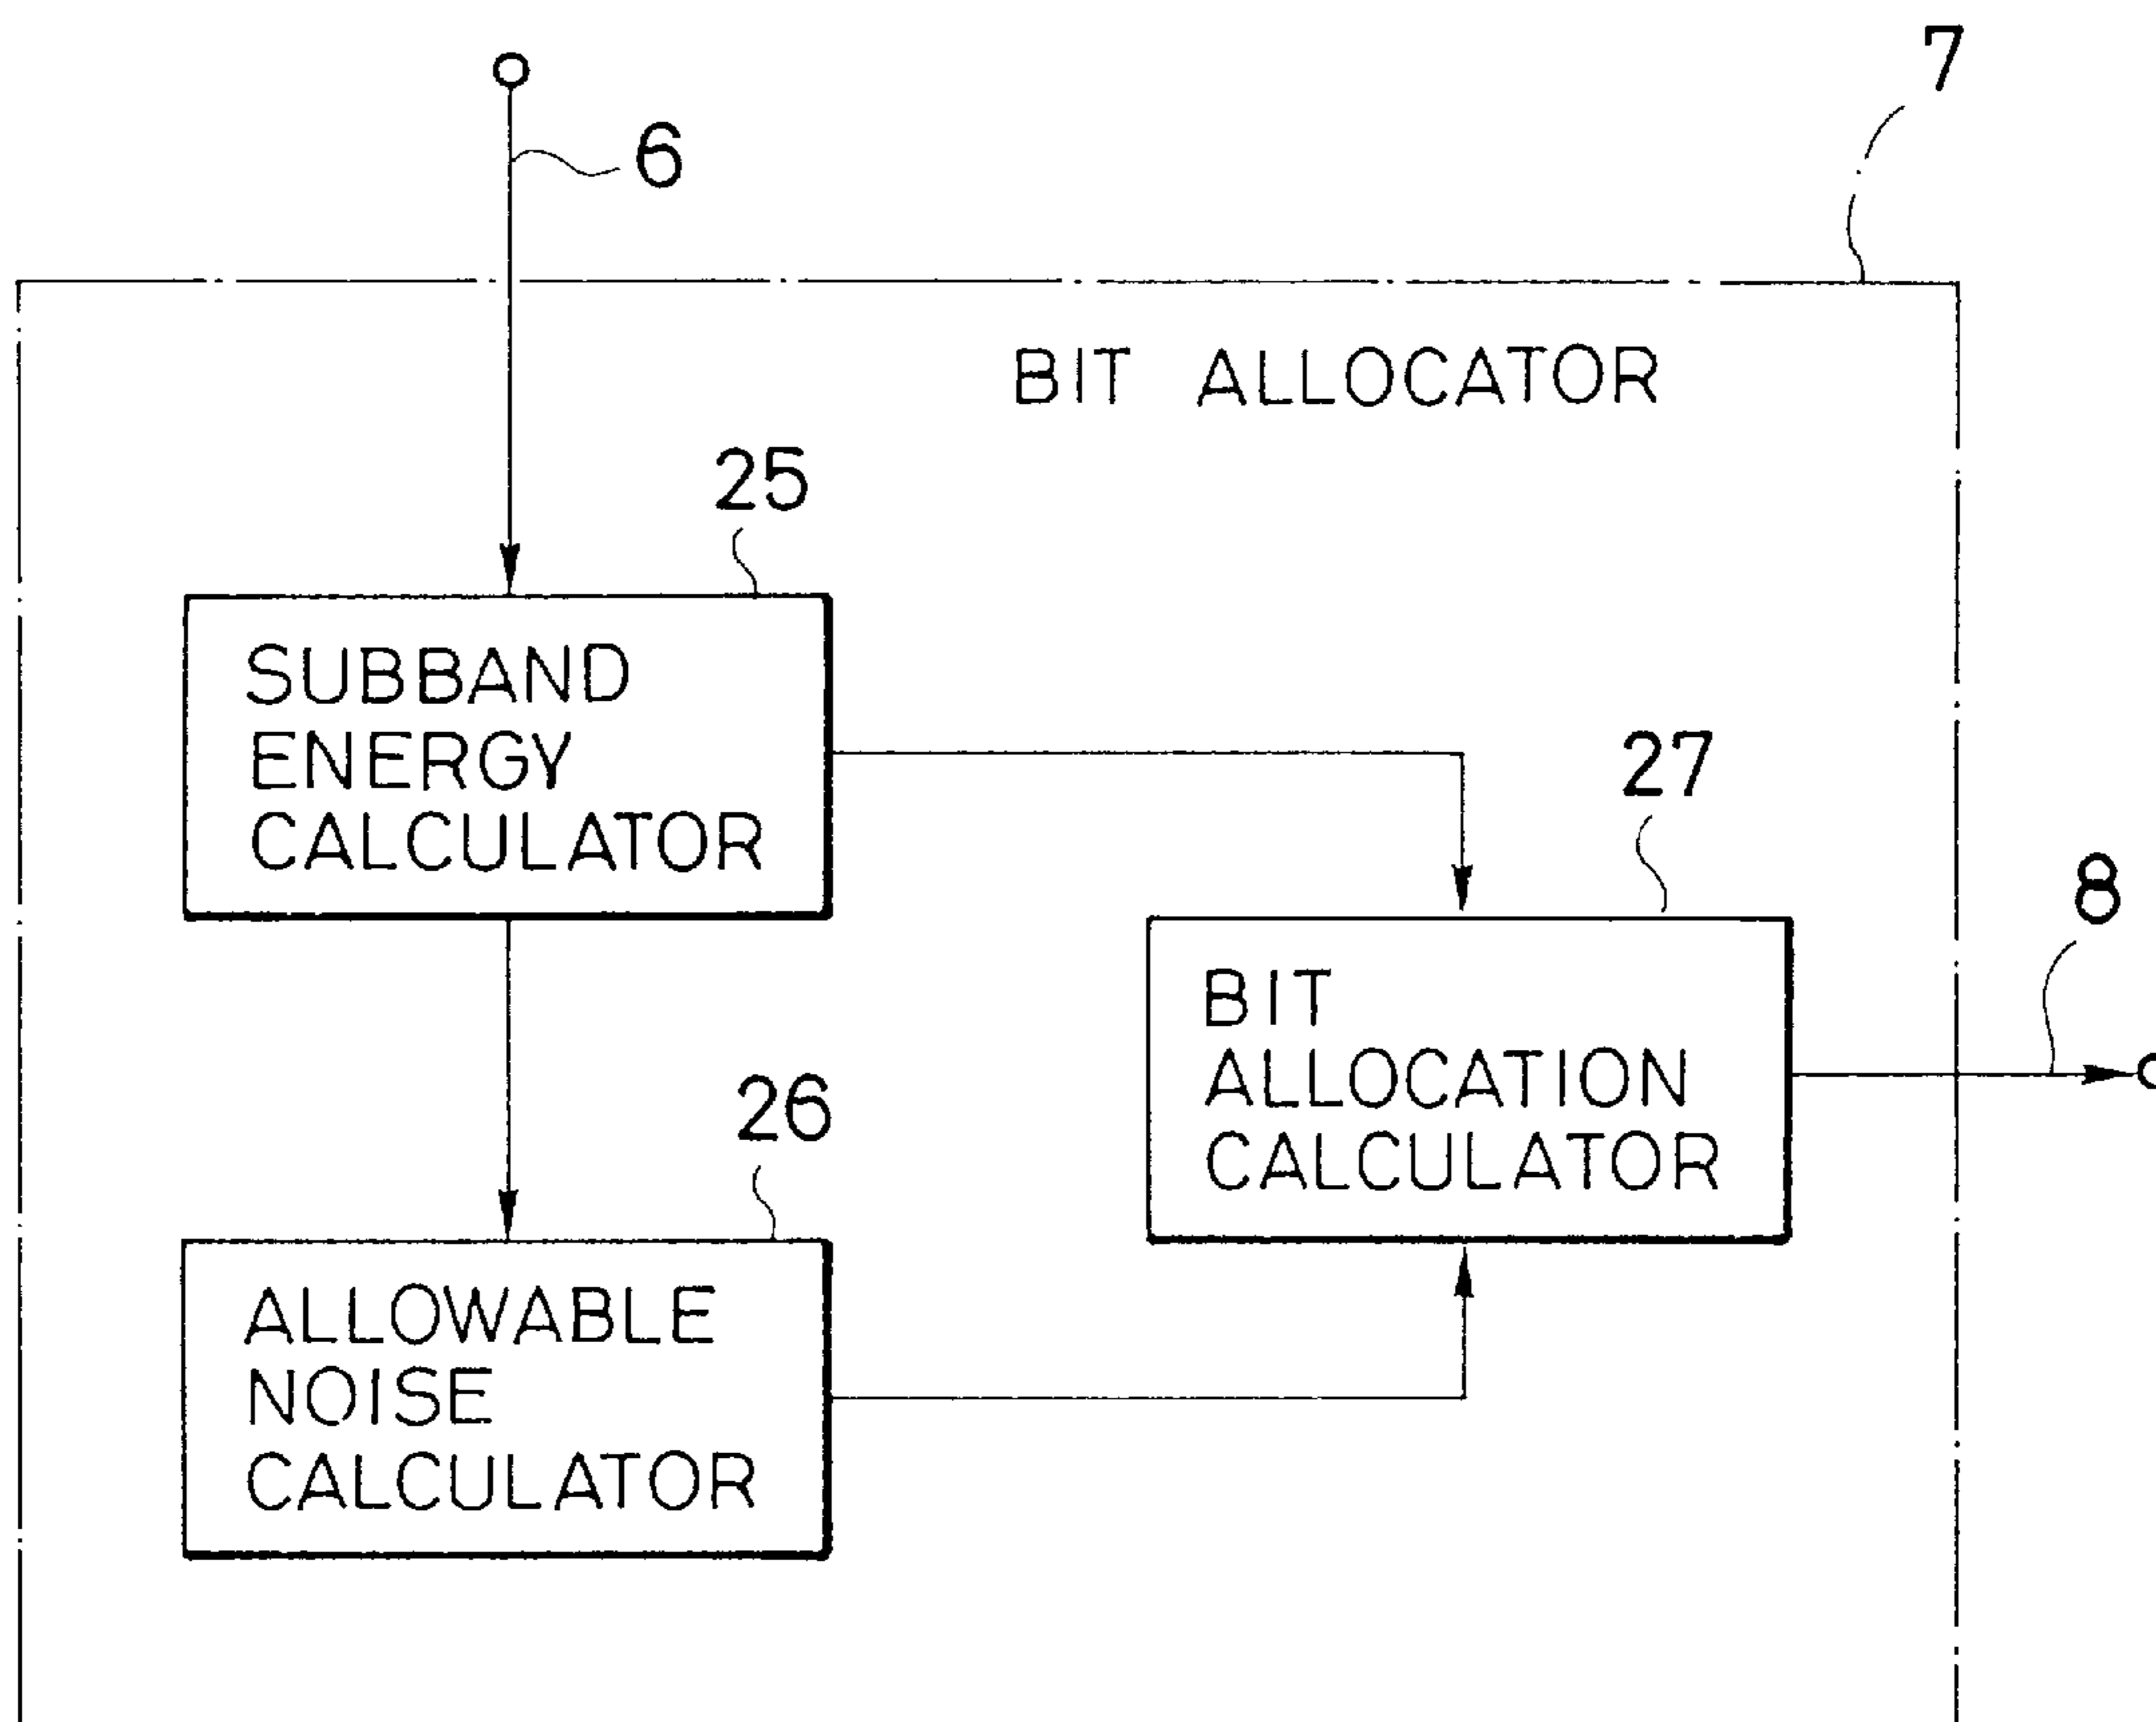 7
6
BIT ALLOCATOR
25
SUBBAND
ENERGY
CALCULATOR
27
8
BIT
ALLOCATION
CALCULATOR
26
ALLOWABLE
NOISE
CALCULATOR